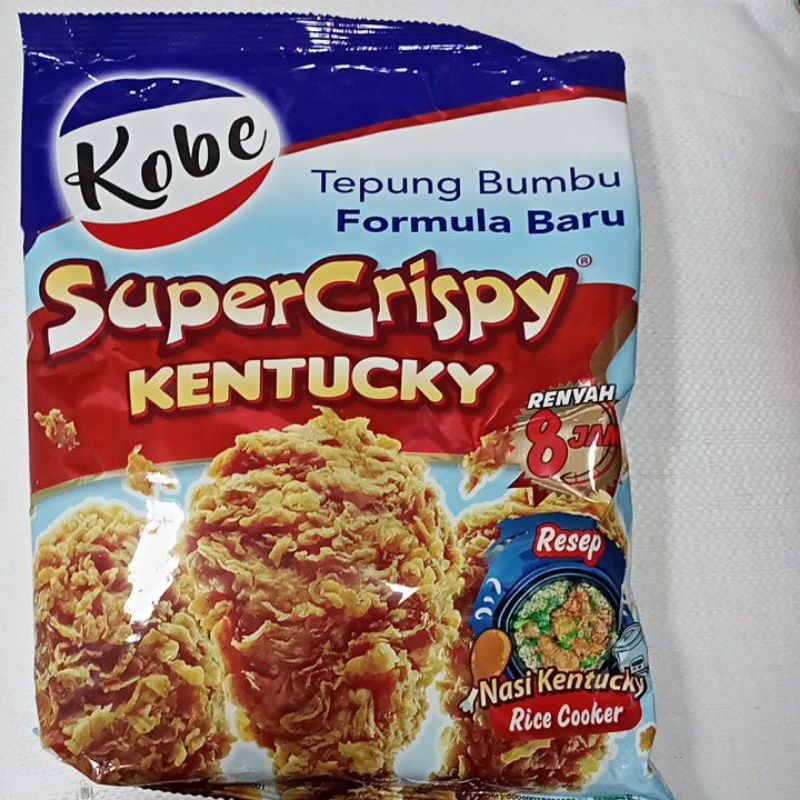 Kobe
Tepung Bumbu
Formula Baru
SuperCrispy®
KENTUCKY
RENYAH
8 JAM
Resep
Nasi Kentucky
Rice Cooker